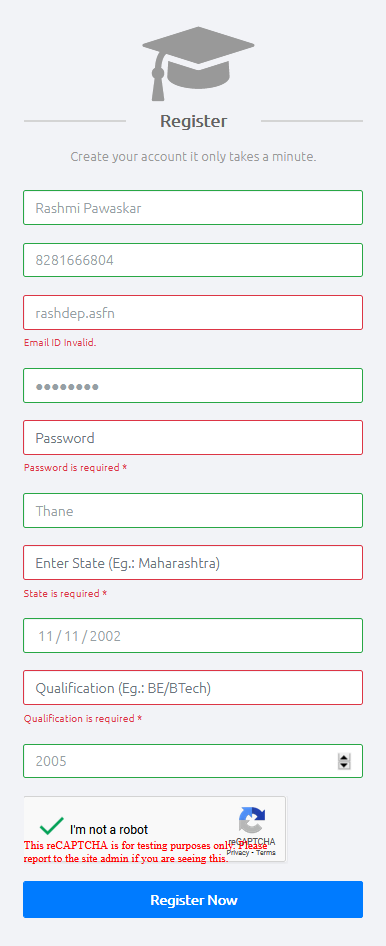 Register
Create your account it only takes a minute.
Rashmi Pawaskar
8281666804
rashdep.asfn
Email ID Invalid.
●●●●●●●●
Password
Password is required *
Thane
Enter State (Eg.: Maharashtra)
State is required *
11 / 11 / 2002
Qualification (Eg.: BE/BTech)
Qualification is required *
2005
I'm not a robot
reCAPTCHA
This reCAPTCHA is for testing purposes only. Please
report to the site admin if you are seeing this.
Privacy - Terms
Register Now